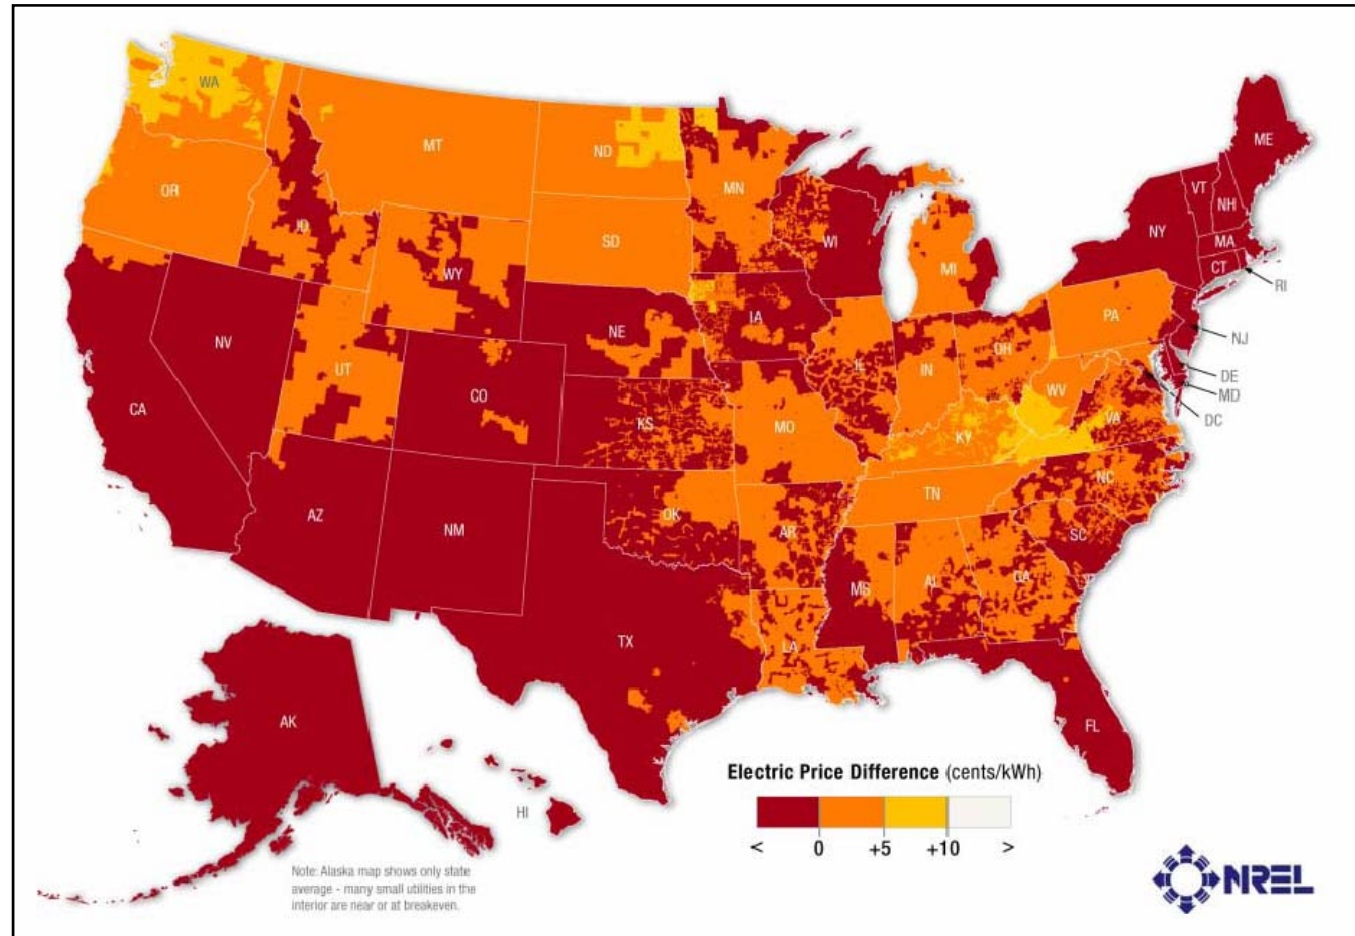 WA
MT
ND
MN
ME
VT
NH
OR
ID
SD
WI
NY
MA
CT
RI
WY
MI
NE
IA
PA
NJ
NV
UT
CO
IL
IN
OH
DE
MD
DC
CA
KS
MO
WV
VA
KY
AZ
NM
OK
AR
TN
NC
SC
MS
AL
GA
TX
LA
FL
AK
HI
Electric Price Difference (cents/kWh)
< 0 +5 +10 >
Note: Alaska map shows only state
average - many small utilities in the
interior are near or at breakeven.
NREL